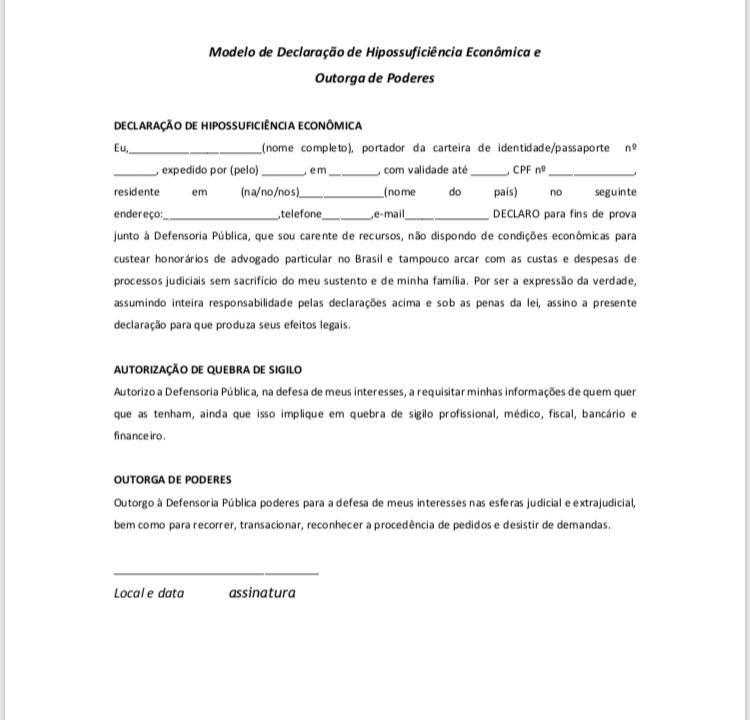 Modelo de Declaração de Hipossuficiência Econômica e
Outorga de Poderes
DECLARAÇÃO DE HIPOSSUFICIÊNCIA ECONÔMICA
Eu,______________________(nome completo), portador da carteira de identidade/passaporte nº
_______, expedido por (pelo) _______, em ________, com validade até ______, CPF nº ______________,
residente em (na/no/nos)______________(nome do país) no seguinte
endereço:___________________,telefone________,e-mail______________ DECLARO para fins de prova
junto à Defensoria Pública, que sou carente de recursos, não dispondo de condições econômicas para
custear honorários de advogado particular no Brasil e tampouco arcar com as custas e despesas de
processos judiciais sem sacrifício do meu sustento e de minha família. Por ser a expressão da verdade,
assumindo inteira responsabilidade pelas declarações acima e sob as penas da lei, assino a presente
declaração para que produza seus efeitos legais.
AUTORIZAÇÃO DE QUEBRA DE SIGILO
Autorizo a Defensoria Pública, na defesa de meus interesses, a requisitar minhas informações de quem quer
que as tenham, ainda que isso implique em quebra de sigilo profissional, médico, fiscal, bancário e
financeiro.
OUTORGA DE PODERES
Outorgo à Defensoria Pública poderes para a defesa de meus interesses nas esferas judicial e extrajudicial,
bem como para recorrer, transacionar, reconhecer a procedência de pedidos e desistir de demandas.
__________________________________
Local e data assinatura